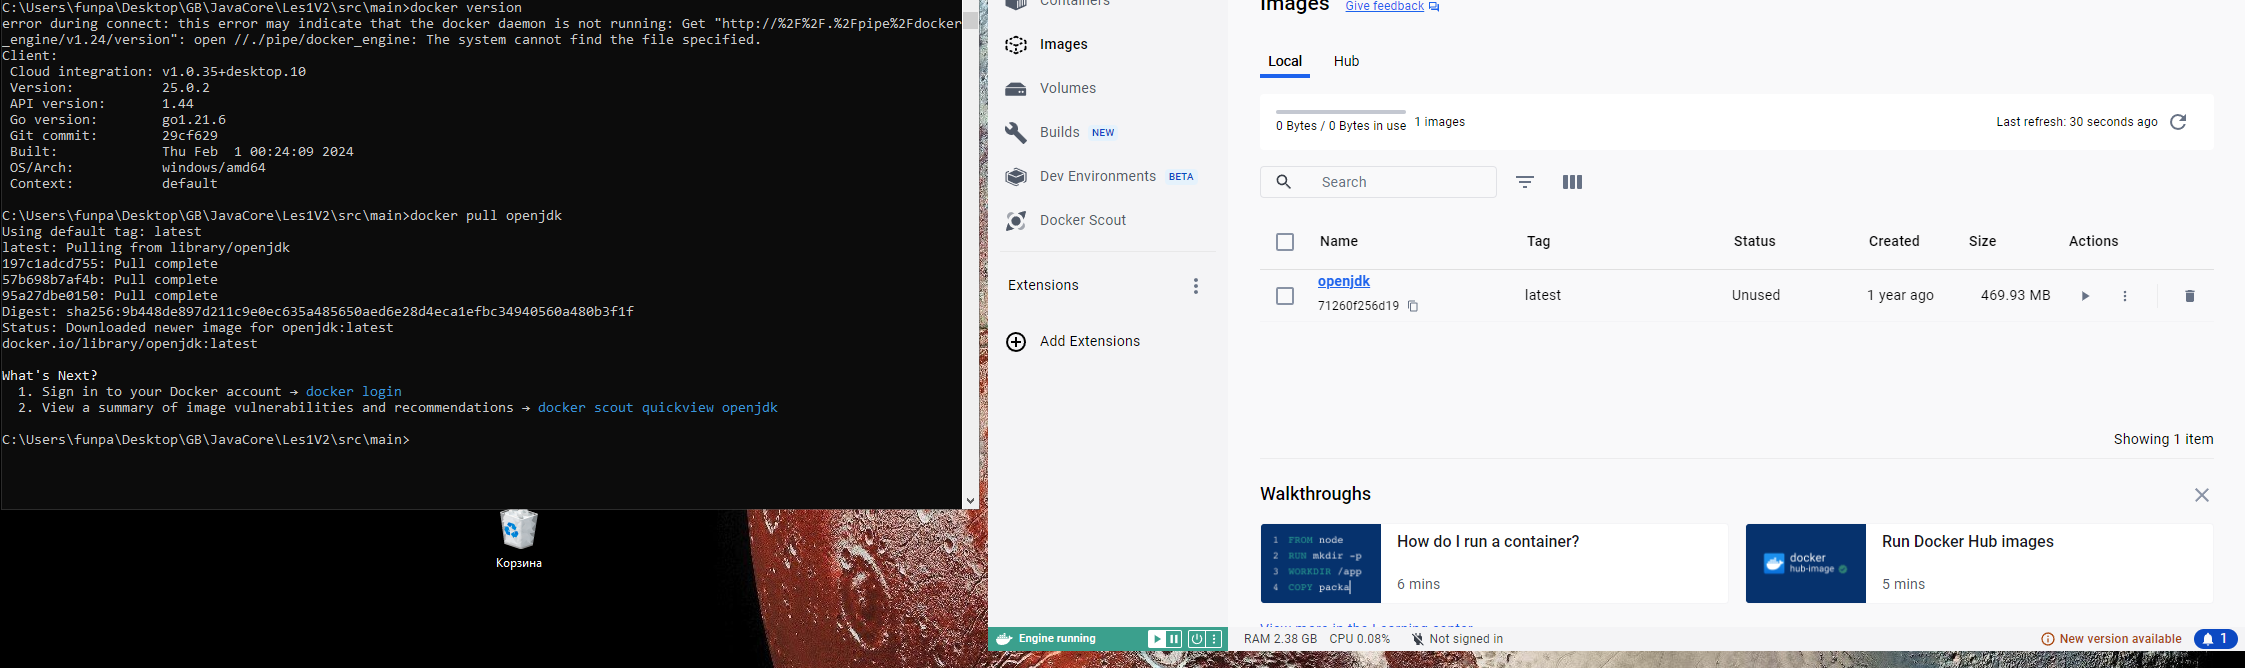 C:\Users\funpa\Desktop\GB\JavaCore\Les1V2\src\main>docker version
error during connect: this error may indicate that the docker daemon is not running: Get "http://%2F%2F.%2Fpipe%2Fdocker
_engine/v1.24/version": open //./pipe/docker_engine: The system cannot find the file specified.
Client:
Cloud integration: v1.0.35+desktop.10
Version: 25.0.2
API version: 1.44
Go version: go1.21.6
Git commit: 29cf629
Built: Thu Feb  1 00:24:09 2024
OS/Arch: windows/amd64
Context: default
C:\Users\funpa\Desktop\GB\JavaCore\Les1V2\src\main>docker pull openjdk
Using default tag: latest
latest: Pulling from library/openjdk
197c1adcd755: Pull complete
57b698b7af4b: Pull complete
95a27dbe0150: Pull complete
Digest: sha256:9b448de897d211c9e0ec635a485650aed6e28d4eca1efbc34940560a480b3f1f
Status: Downloaded newer image for openjdk:latest
docker.io/library/openjdk:latest
What's Next?
1. Sign in to your Docker account → docker login
2. View a summary of image vulnerabilities and recommendations → docker scout quickview openjdk
C:\Users\funpa\Desktop\GB\JavaCore\Les1V2\src\main>
Корзина
Containers
Images
Volumes
Builds NEW
Dev Environments BETA
Docker Scout
Extensions
Add Extensions
Engine running
Images Give feedback
Local Hub
0 Bytes / 0 Bytes in use 1 images Last refresh: 30 seconds ago
Search
Name Tag Status Created Size Actions
openjdk
71260f256d19 latest Unused 1 year ago 469.93 MB
Showing 1 item
Walkthroughs
1 FROM node
2 RUN mkdir -p
3 WORKDIR /app
4 COPY packa
How do I run a container?
6 mins
docker
hub-image
Run Docker Hub images
5 mins
View more in the Learning center
RAM 2.38 GB CPU 0.08% Not signed in
New version available 1